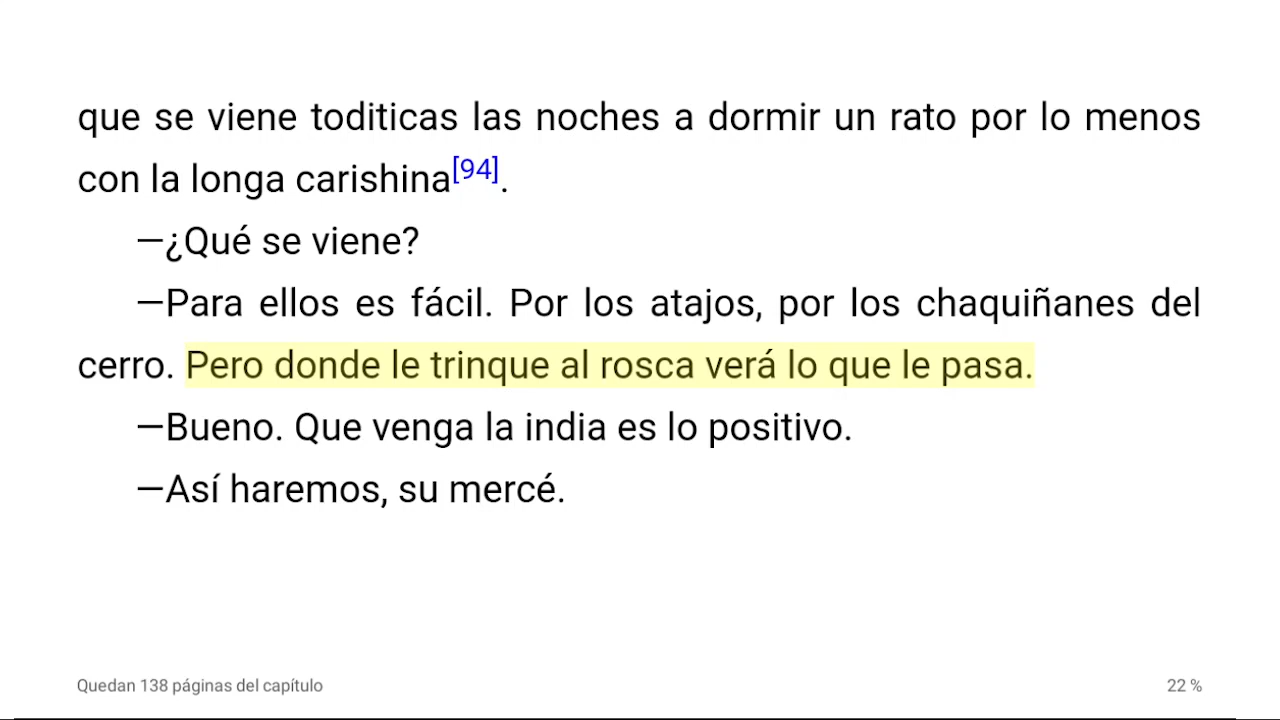 que se viene toditicas las noches a dormir un rato por lo menos
con la longa carishina[94].
—¿Qué se viene?
—Para ellos es fácil. Por los atajos, por los chaquiñanes del
cerro. Pero donde le trinque al rosca verá lo que le pasa.
—Bueno. Que venga la india es lo positivo.
—Así haremos, su mercé.
Quedan 138 páginas del capítulo
22 %